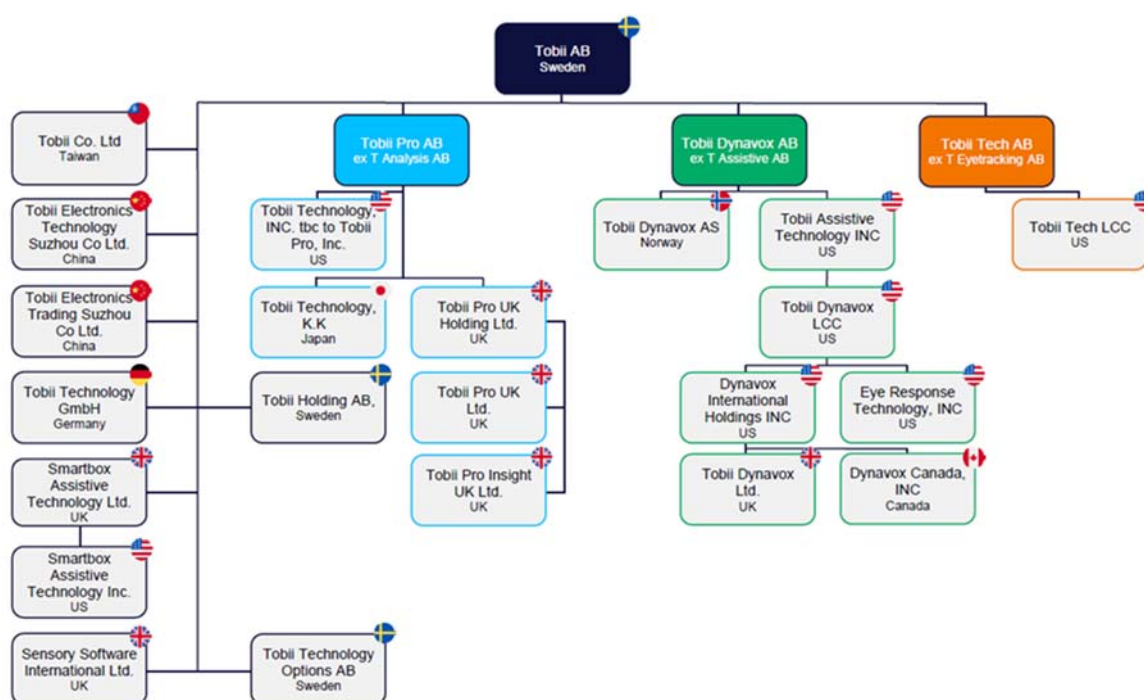 Tobii AB
Sweden
Tobii Co. Ltd
Taiwan
Tobii Pro AB
ex T Analysis AB
Tobii Dynavox AB
ex T Assistive AB
Tobii Tech AB
ex T Eyetracking AB
Tobii Electronics
Technology
Suzhou Co Ltd.
China
Tobii Technology,
INC. tbc to Tobii
Pro, Inc.
US
Tobii Dynavox AS
Norway
Tobii Assistive
Technology INC
US
Tobii Tech LCC
US
Tobii Electronics
Trading Suzhou
Co Ltd.
China
Tobii Technology,
K.K
Japan
Tobii Pro UK
Holding Ltd.
UK
Tobii Dynavox
LCC
US
Tobii Technology
GmbH
Germany
Tobii Holding AB,
Sweden
Tobii Pro UK
Ltd.
UK
Dynavox
International
Holdings INC
US
Eye Response
Technology, INC
US
Smartbox
Assistive
Technology Ltd.
UK
Tobii Pro Insight
UK Ltd.
UK
Tobii Dynavox
Ltd.
UK
Dynavox Canada,
INC
Canada
Smartbox
Assistive
Technology Inc.
US
Sensory Software
International Ltd.
UK
Tobii Technology
Options AB
Sweden